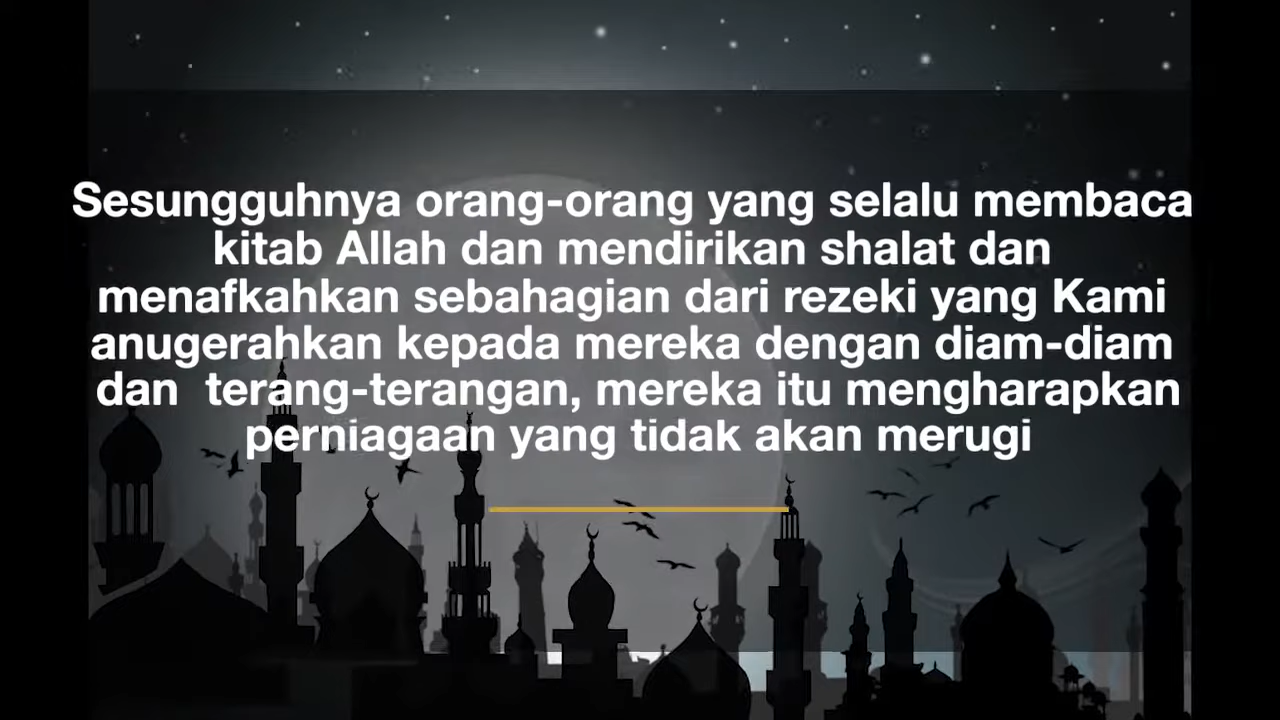 Sesungguhnya orang-orang yang selalu membaca
kitab Allah dan mendirikan shalat dan
menafkahkan sebahagian dari rezeki yang Kami
anugerahkan kepada mereka dengan diam-diam
dan  terang-terangan, mereka itu mengharapkan
perniagaan yang tidak akan merugi